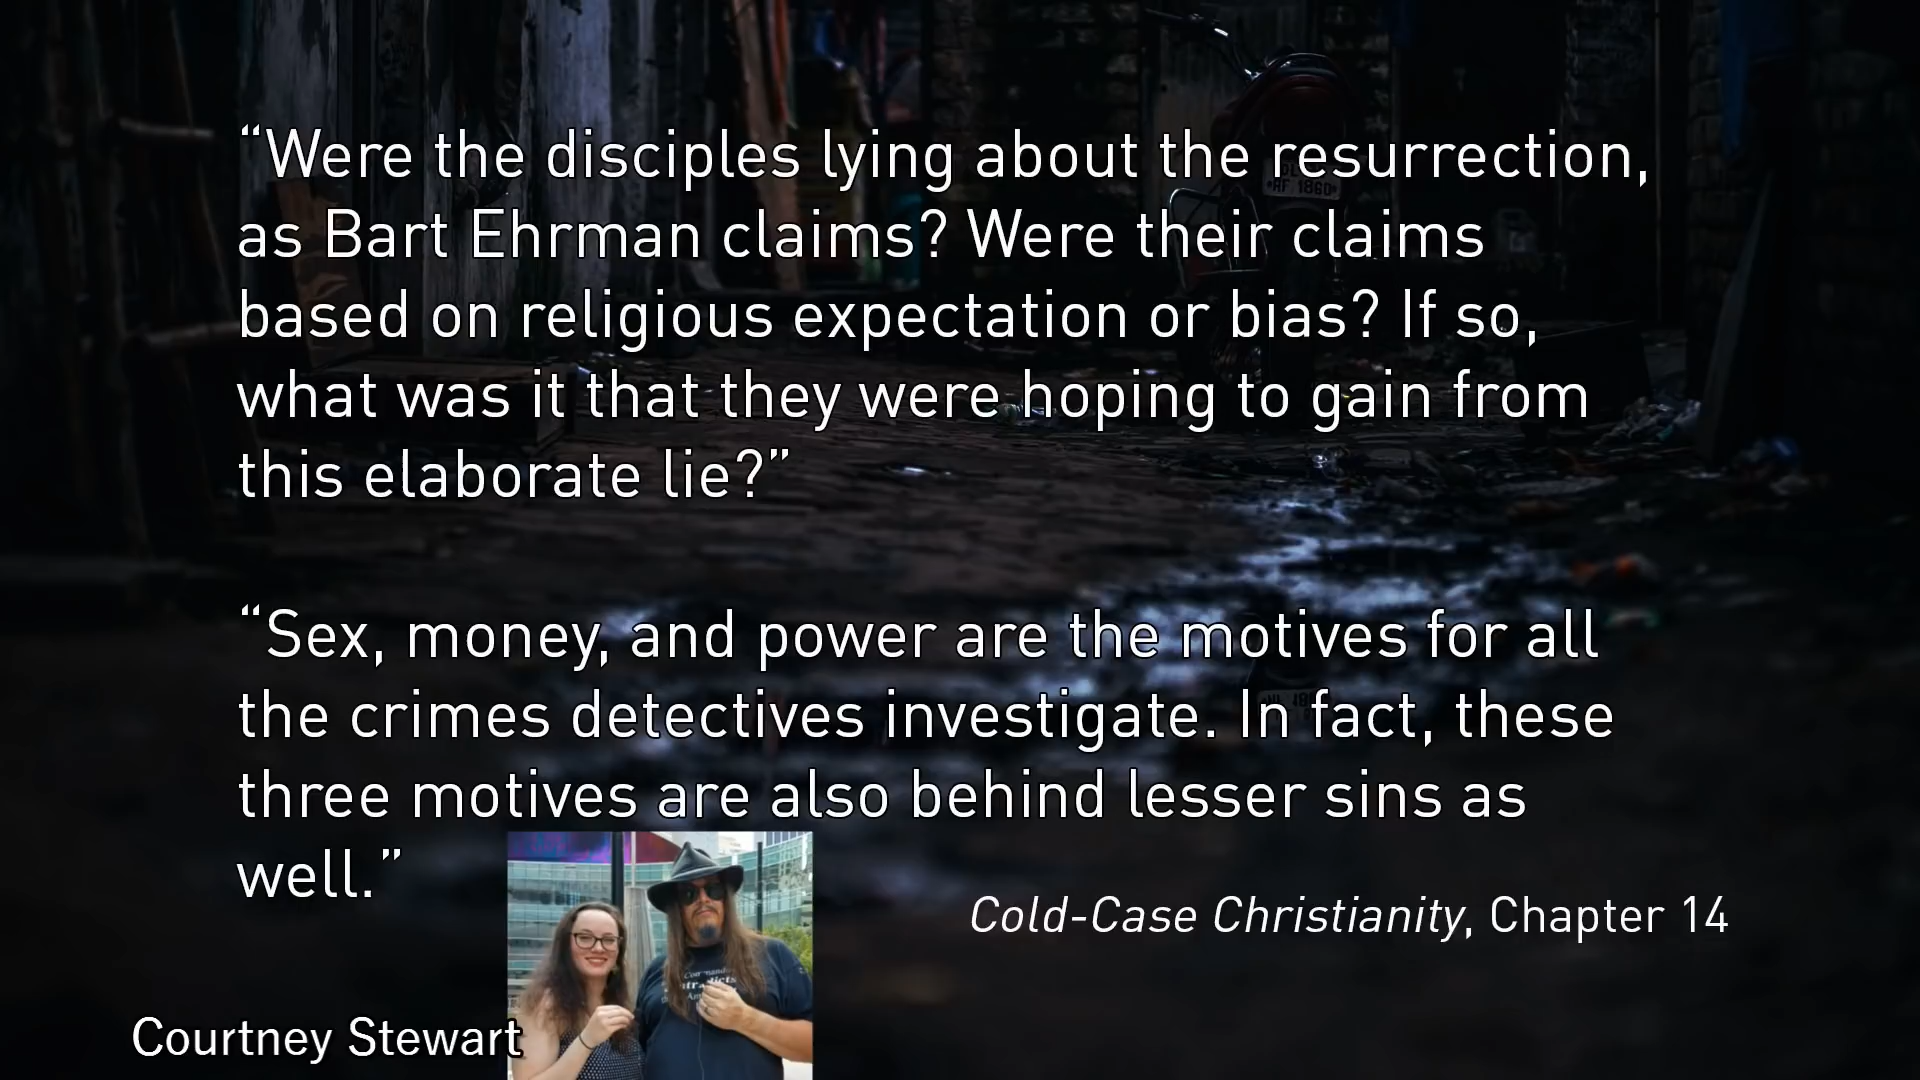 “Were the disciples lying about the resurrection,
as Bart Ehrman claims? Were their claims
based on religious expectation or bias? If so,
what was it that they were hoping to gain from
this elaborate lie?”
“Sex, money, and power are the motives for all
the crimes detectives investigate. In fact, these
three motives are also behind lesser sins as
well.”
Cold-Case Christianity, Chapter 14
Courtney Stewart